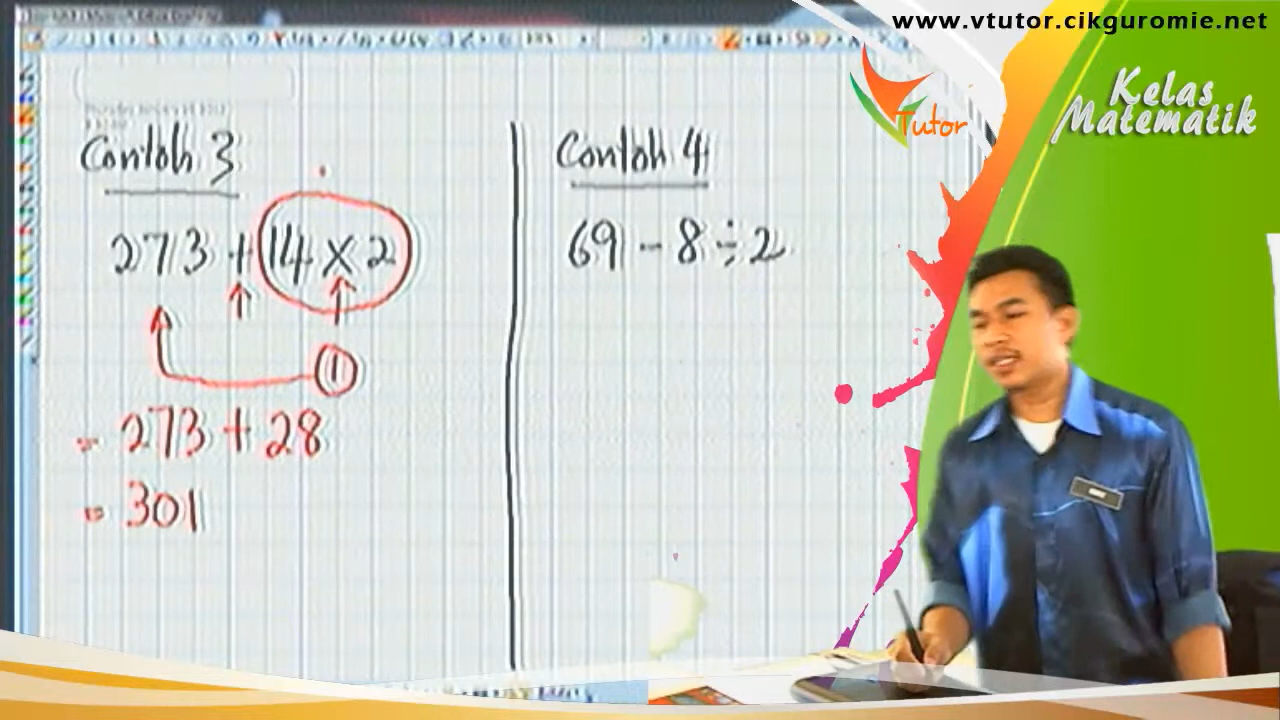 www.vtutor.cikguromie.net
Kelas
Matematik
Tutor
Contoh 3
273 + 14 x 2
1
= 273 + 28
= 301
Contoh 4
69 - 8 ÷ 2